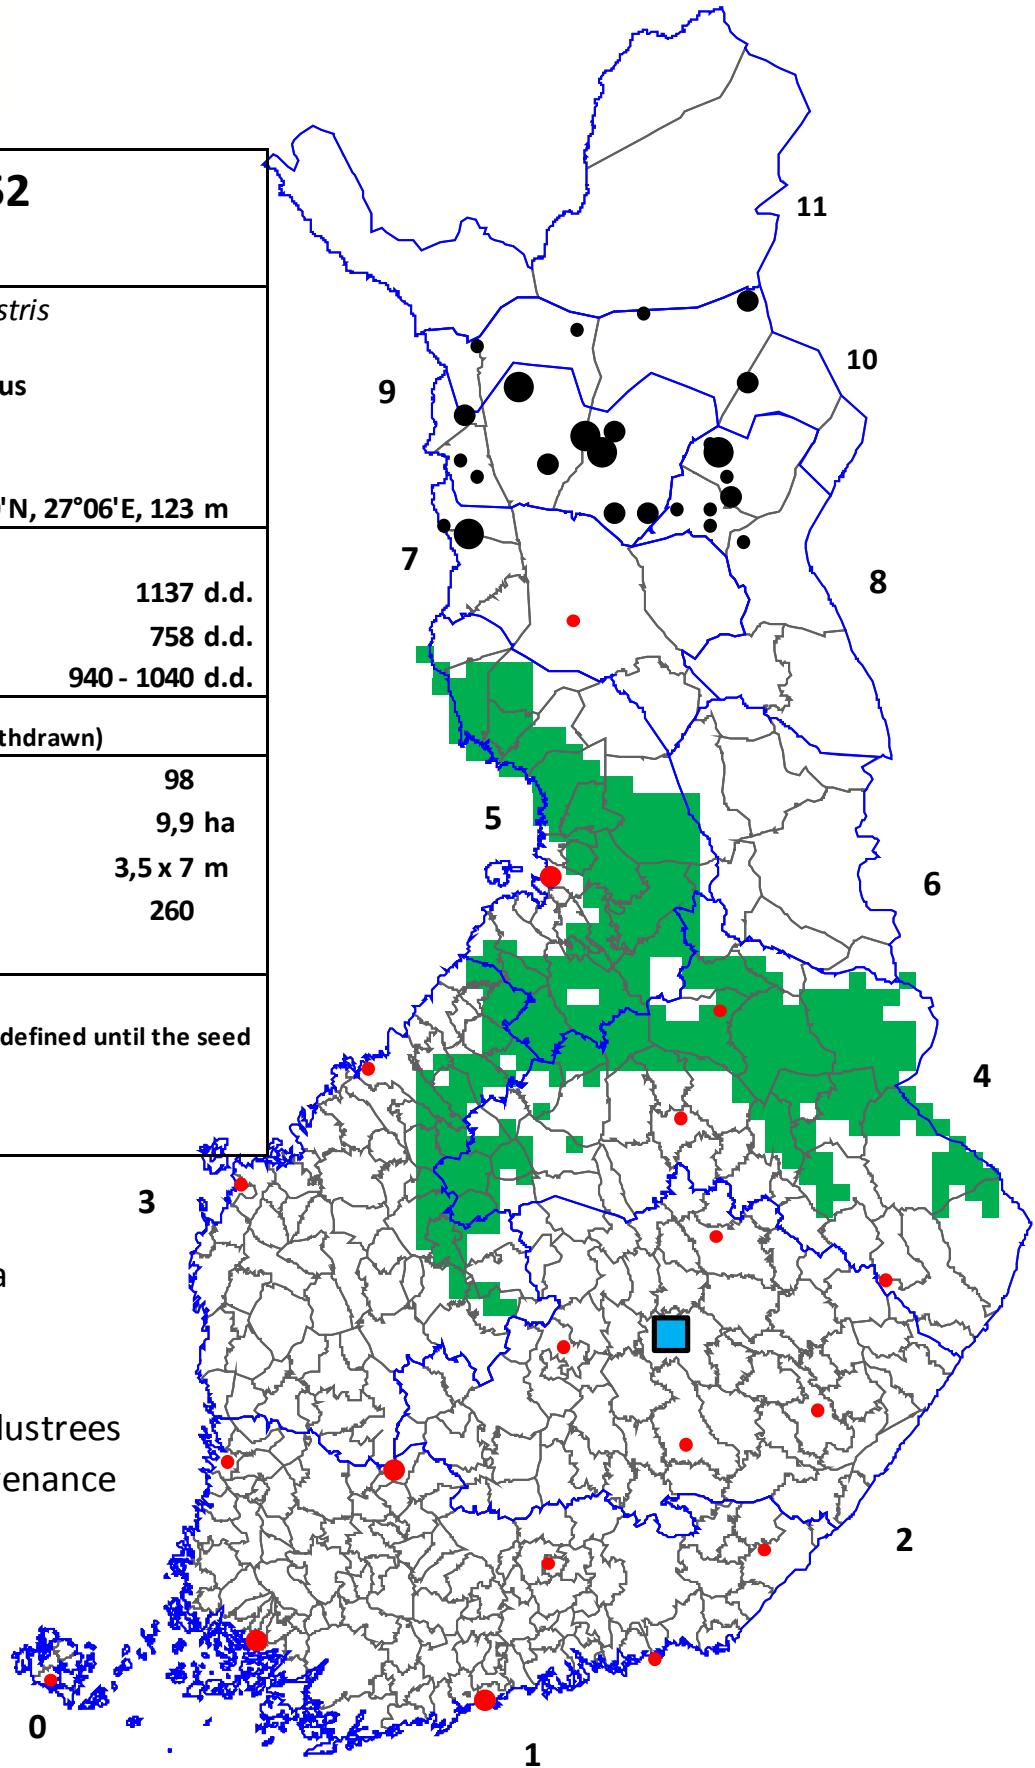 52
stris
us
'N, 27°06'E, 123 m
1137 d.d.
758 d.d.
940 - 1040 d.d.
thdrawn)
98
9,9 ha
3,5 x 7 m
260
defined until the seed
a
lustrees
enance
11
10
9
7
8
5
6
4
3
2
0
1